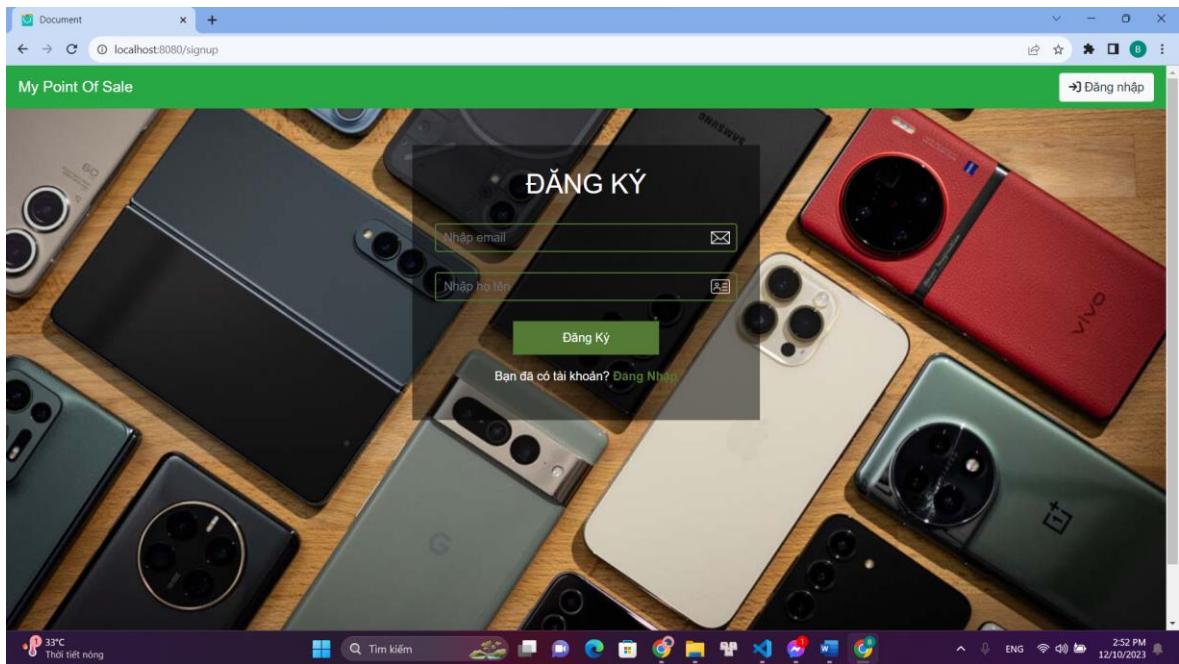 Document
localhost:8080/signup
B
My Point Of Sale
Đăng nhập
SAMSUNG
ĐĂNG KÝ
Nhập email
Nhập họ tên
Đăng Ký
Bạn đã có tài khoản? Đăng Nhập
vivo
G
1
33°C
Thời tiết nóng
Tìm kiếm
ENG
2:52 PM
12/10/2023